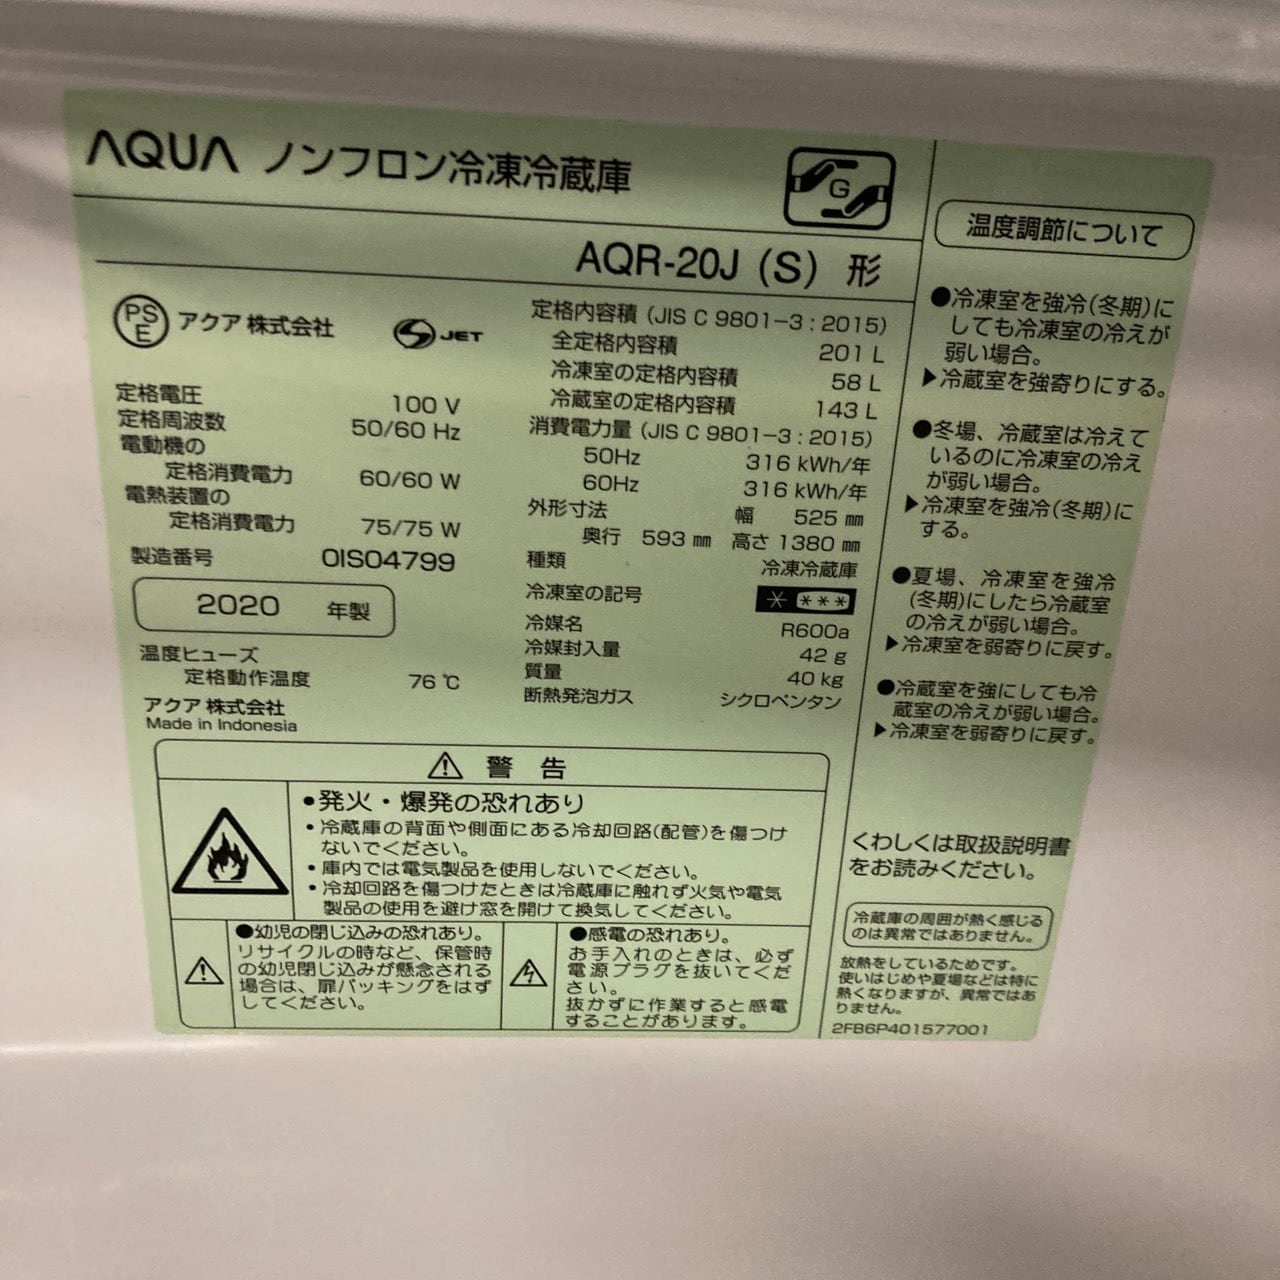 AQUA ノンフロン冷凍冷蔵庫
G
AQR-20J (S) 形
PS
E
アクア 株式会社
JET
定格電圧 100 V
定格周波数 50/60 Hz
電動機の
定格消費電力 60/60 W
電熱装置の
定格消費電力 75/75 W
製造番号 0IS04799
2020 年製
温度ヒューズ
定格動作温度 76 ℃
アクア 株式会社
Made in Indonesia
定格内容積 (JIS C 9801-3 : 2015)
全定格内容積 201 L
冷凍室の定格内容積 58 L
冷蔵室の定格内容積 143 L
消費電力量 (JIS C 9801-3 : 2015)
50Hz 316 kWh/年
60Hz 316 kWh/年
外形寸法 幅 525 ㎜
奥行 593 ㎜ 高さ 1380 ㎜
種類 冷凍冷蔵庫
冷凍室の記号 * ***
冷媒名 R600a
冷媒封入量 42 g
質量 40 kg
断熱発泡ガス シクロペンタン
⚠ 警 告
•発火・爆発の恐れあり
・冷蔵庫の背面や側面にある冷却回路(配管)を傷つけ
ないでください。
・庫内では電気製品を使用しないでください。
・冷却回路を傷つけたときは冷蔵庫に触れず火気や電気
製品の使用を避け窓を開けて換気してください。
●幼児の閉じ込みの恐れあり。
リサイクルの時など、保管時
の幼児閉じ込みが懸念される
場合は、扉パッキングをはず
してください。
●感電の恐れあり。
お手入れのときは、必ず
電源プラグを抜いてくだ
さい。
抜かずに作業すると感電
することがあります。
温度調節について
●冷凍室を強冷(冬期)に
しても冷凍室の冷えが
弱い場合。
▶冷蔵室を強寄りにする。
●冬場、冷蔵室は冷えて
いるのに冷凍室の冷え
が弱い場合。
▶冷凍室を強冷(冬期)に
する。
●夏場、冷凍室を強冷
(冬期)にしたら冷蔵室
の冷えが弱い場合。
▶冷凍室を弱寄りに戻す。
●冷蔵室を強にしても冷
蔵室の冷えが弱い場合。
▶冷凍室を弱寄りに戻す。
くわしくは取扱説明書
をお読みください。
冷蔵庫の周囲が熱く感じる
のは異常ではありません。
放熱をしているためです。
使いはじめや夏場などは特に
熱くなりますが、異常ではあ
りません。
2FB6P401577001